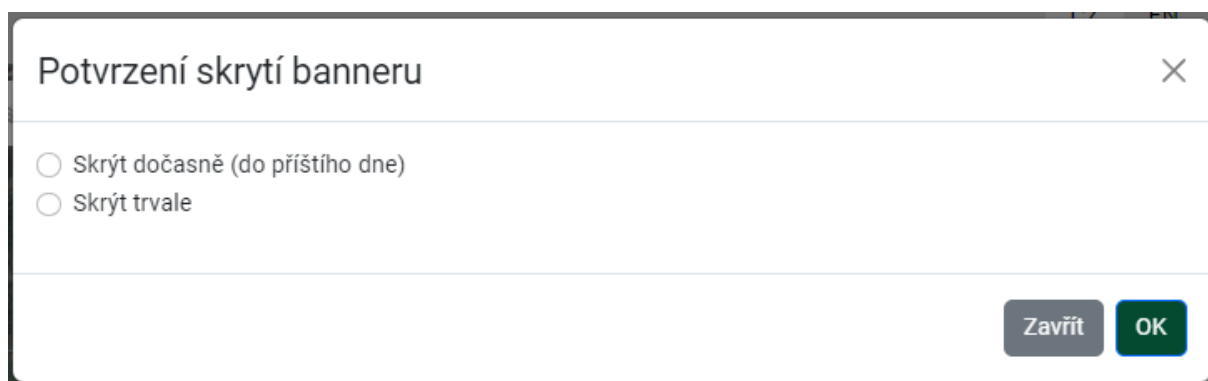 Potvrzení skrytí banneru
Skrýt dočasně (do příštího dne)
Skrýt trvale
Zavřít OK